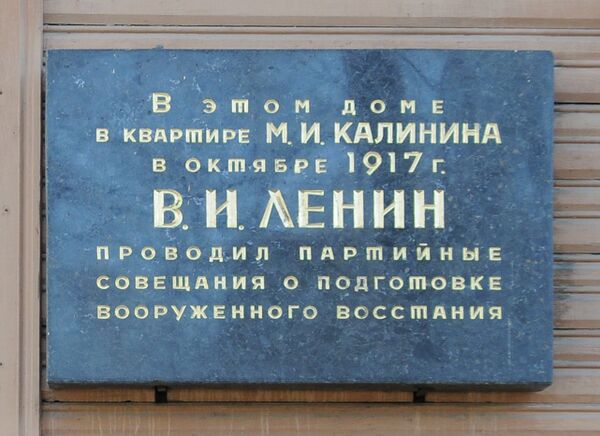 В этом доме
в квартире М.И. КАЛИНИНА
в октябре 1917 г.
В.И. ЛЕНИН
проводил партийные
совещания о подготовке
вооруженного восстания